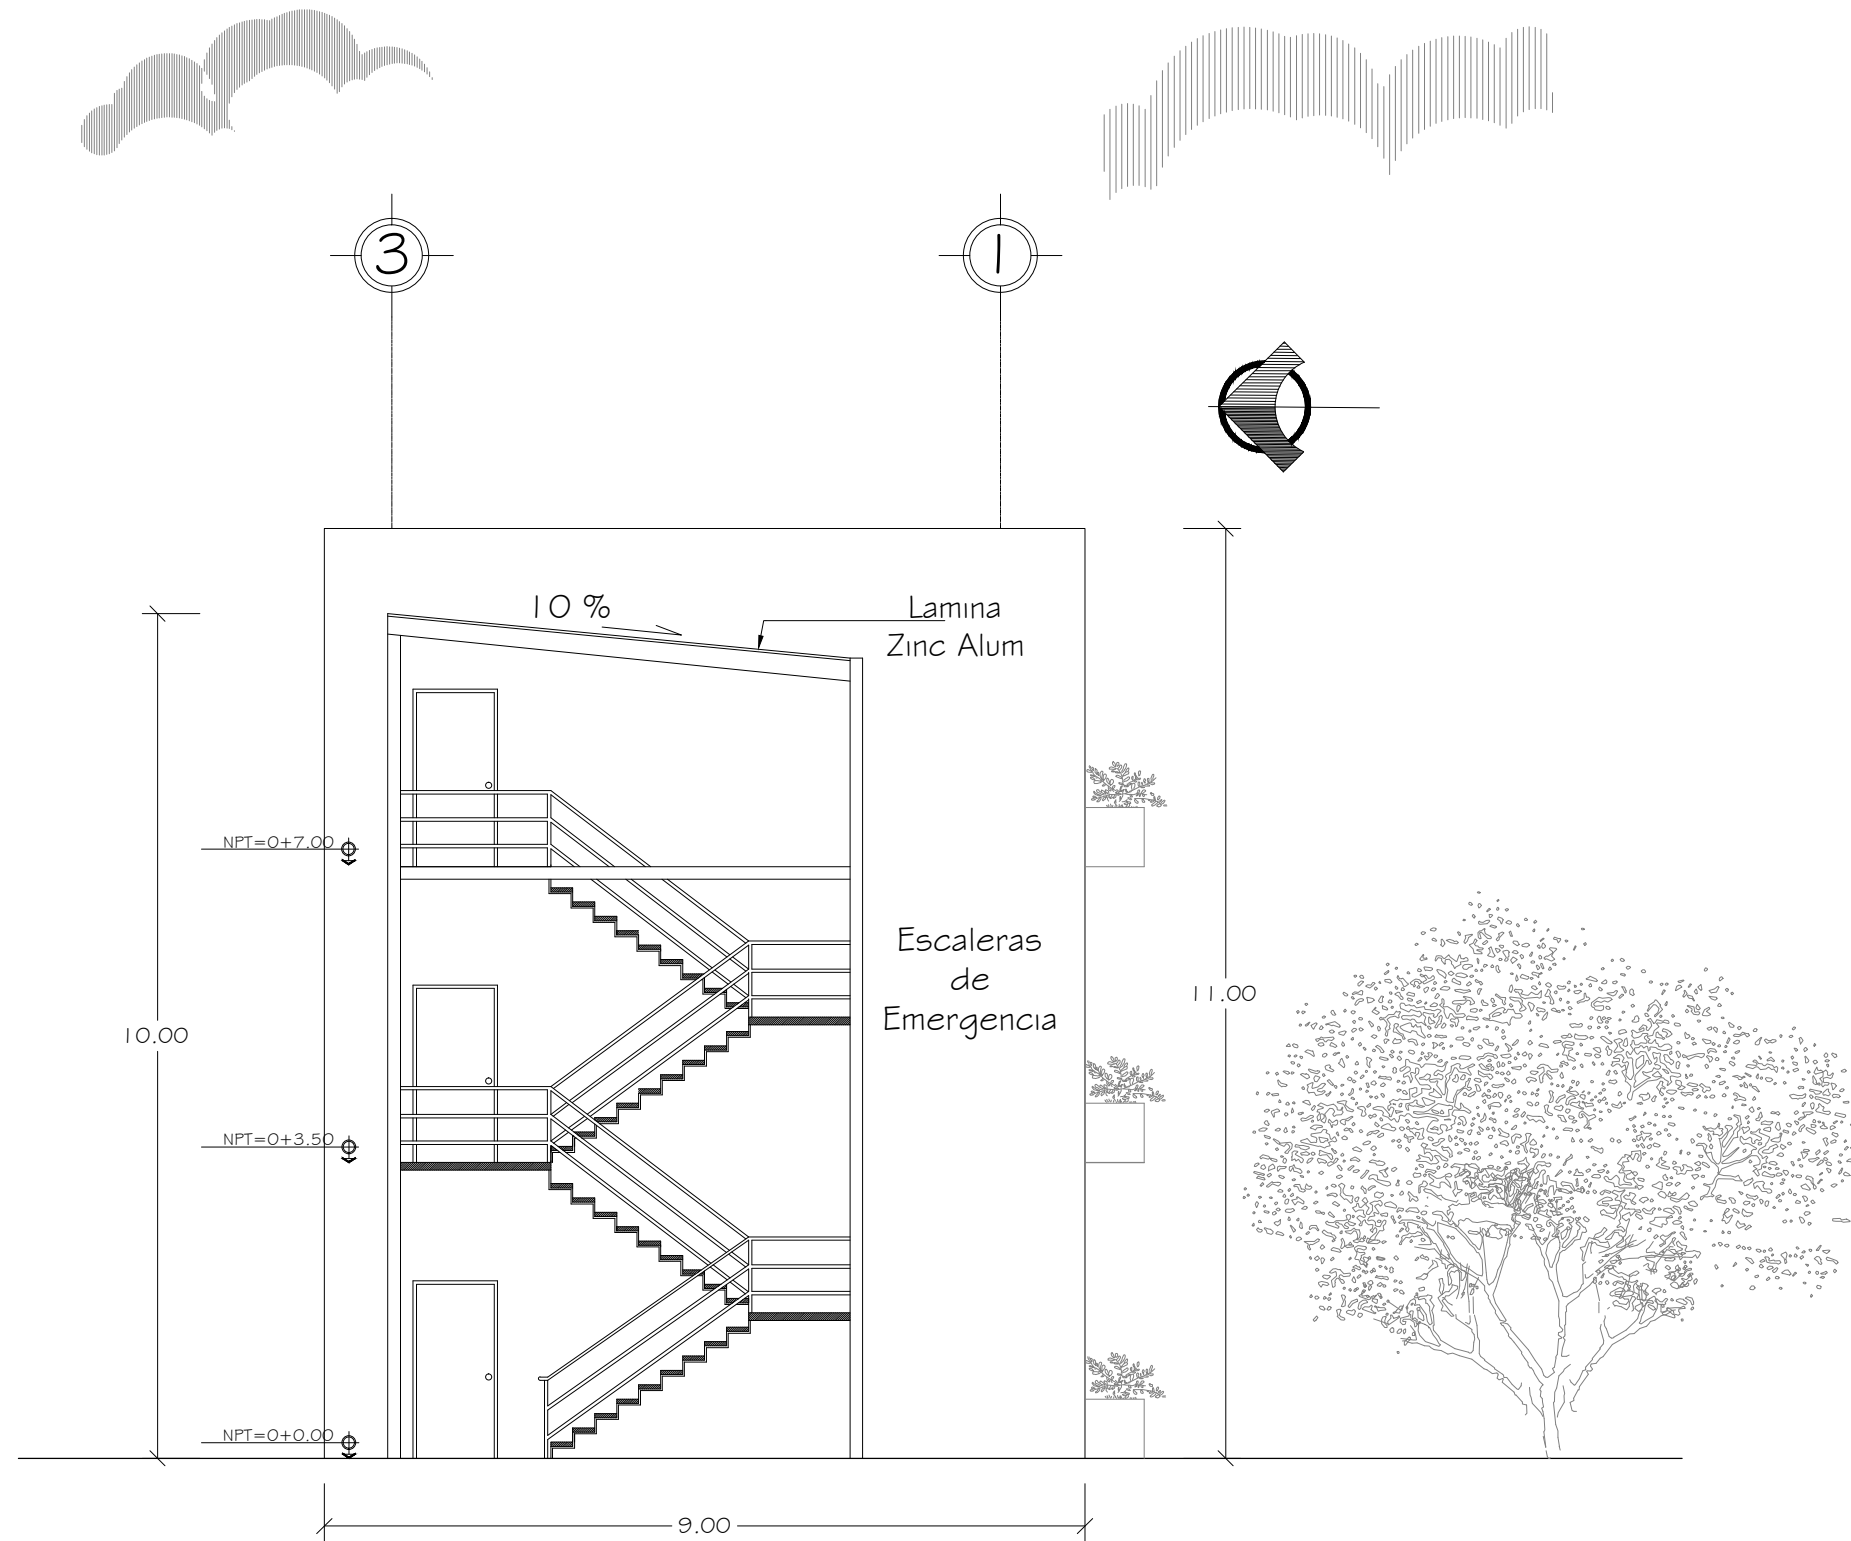 3
1
10 %
Lamina
Zinc Alum
NPT=0+7.00
Escaleras
de
Emergencia
11.00
10.00
NPT=0+3.50
NPT=0+0.00
9.00